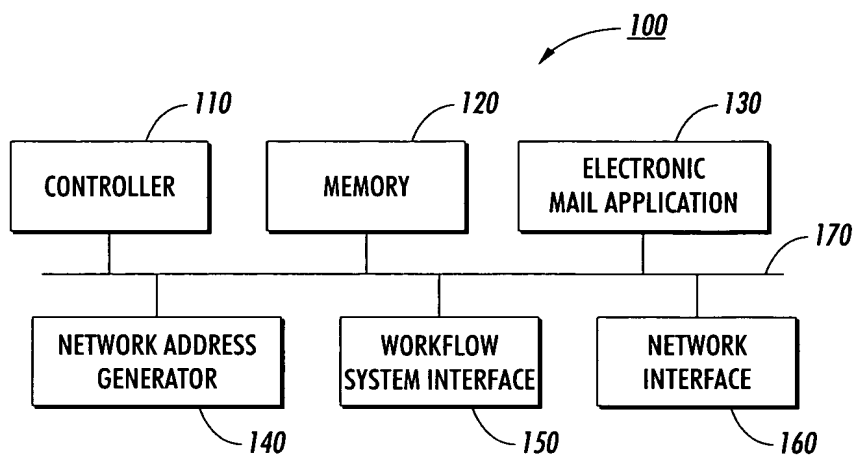 100
110
120
130
CONTROLLER
MEMORY
ELECTRONIC
MAIL APPLICATION
170
NETWORK ADDRESS
GENERATOR
WORKFLOW
SYSTEM INTERFACE
NETWORK
INTERFACE
140
150
160